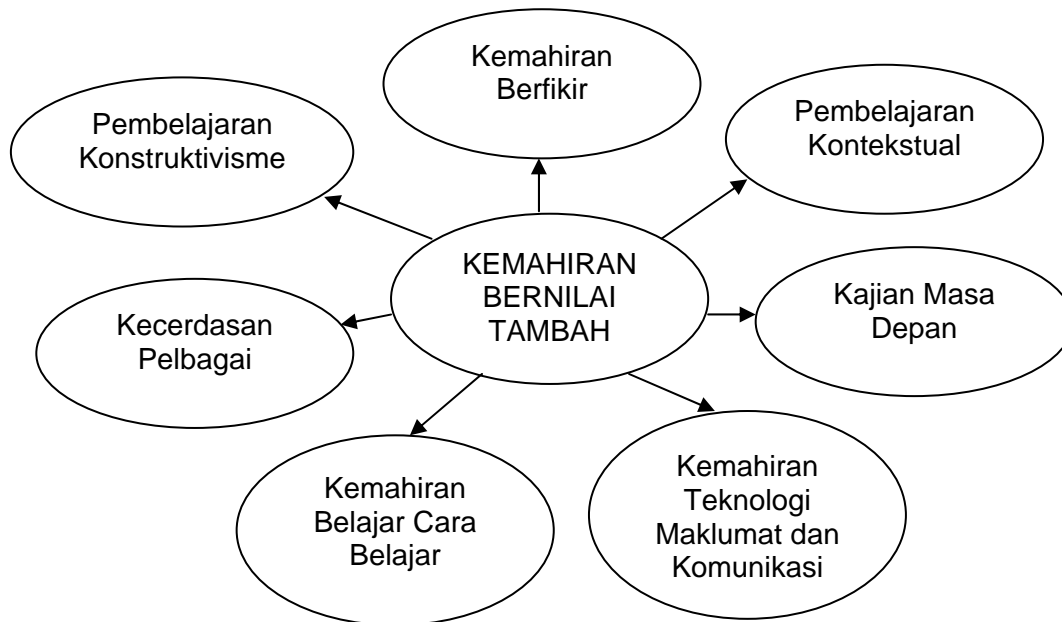 Kemahiran
Berfikir
Pembelajaran
Konstruktivisme
Pembelajaran
Kontekstual
KEMAHIRAN
BERNILAI
TAMBAH
Kajian Masa
Depan
Kecerdasan
Pelbagai
Kemahiran
Belajar Cara
Belajar
Kemahiran
Teknologi
Maklumat dan
Komunikasi